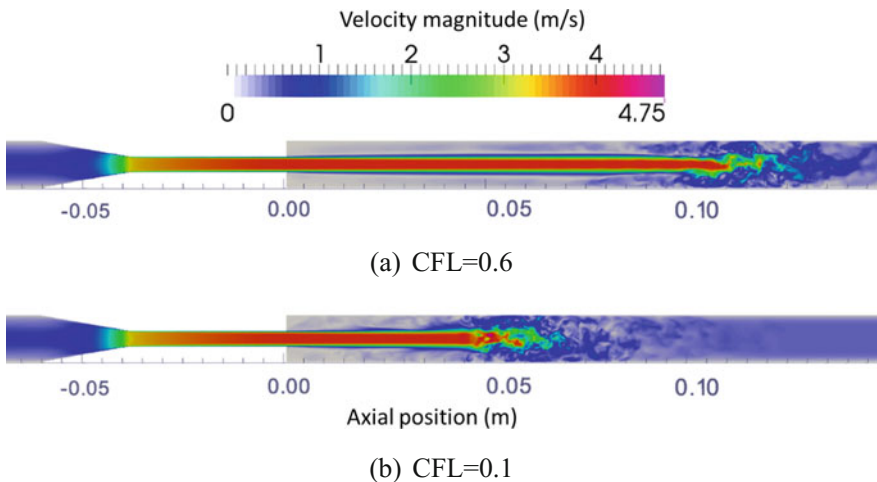 Velocity magnitude (m/s)
1 2 3 4
0 4.75
-0.05 0.00 0.05 0.10
(a) CFL=0.6
-0.05 0.00 0.05 0.10
Axial position (m)
(b) CFL=0.1